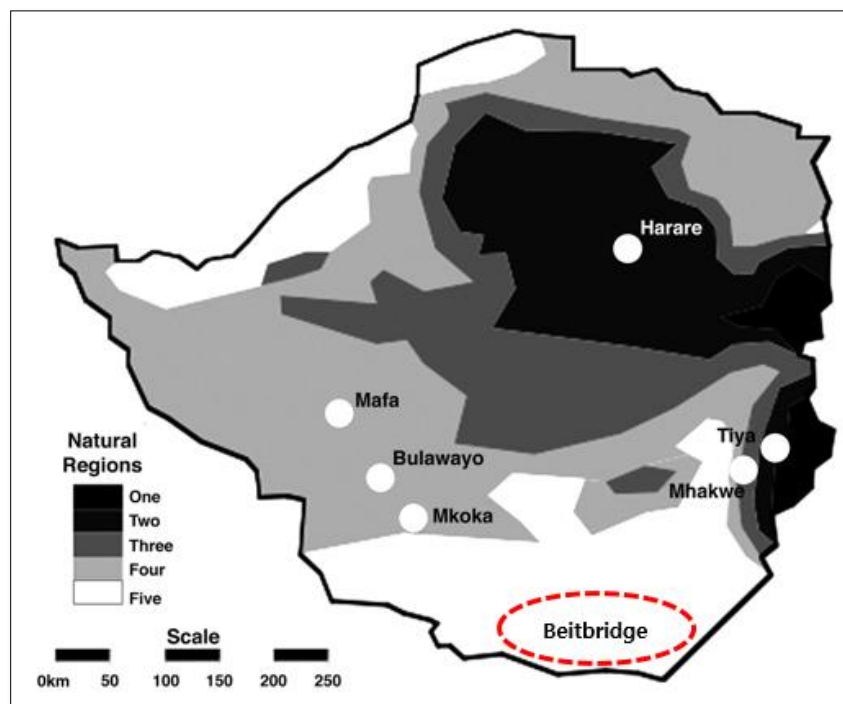 Harare
Mafa
Bulawayo
Mkoka
Tiya
Mhakwe
Beitbridge
Natural
Regions
One
Two
Three
Four
Five
Scale
0km 50 100 150 200 250